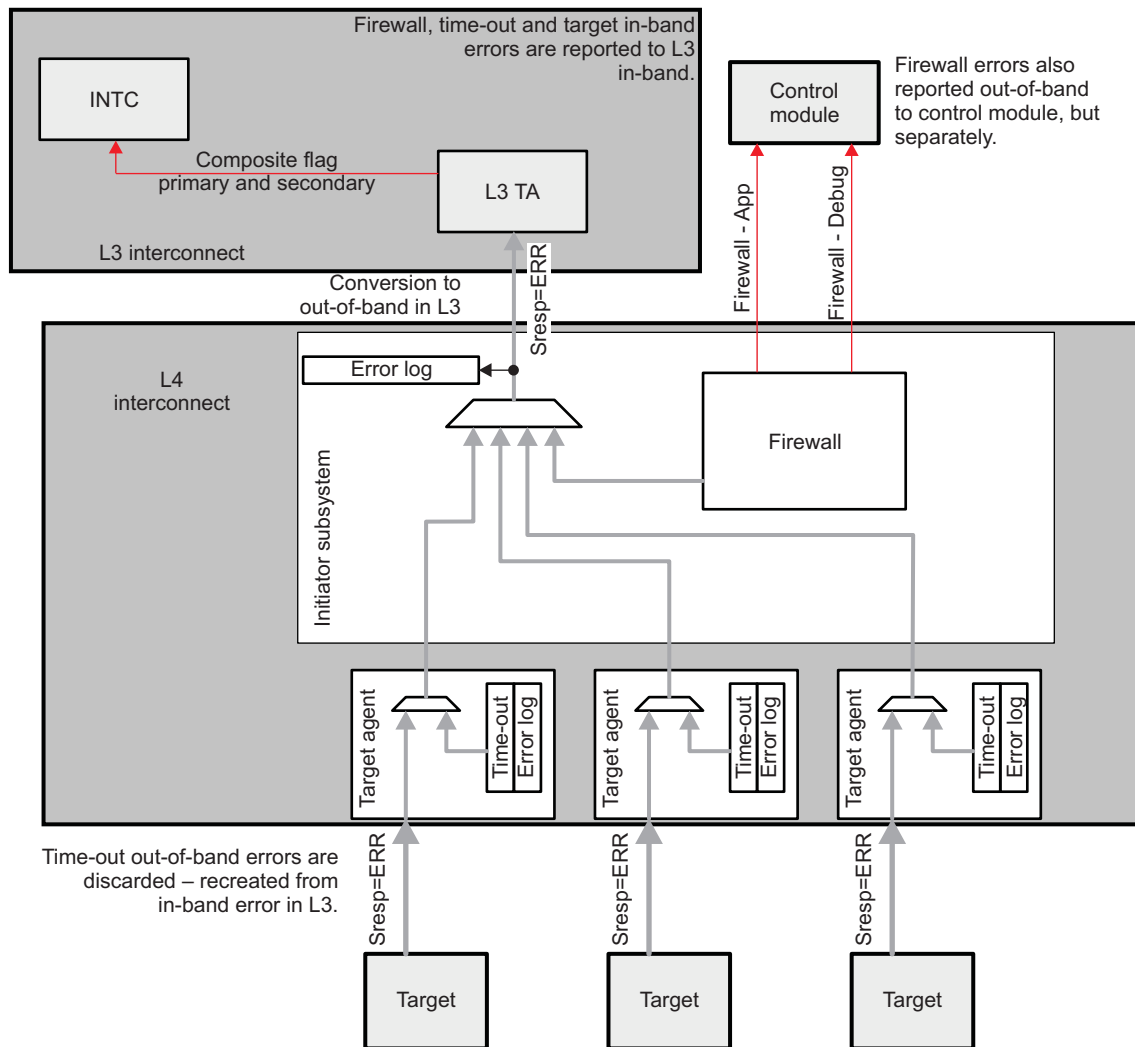 Firewall, time-out and target in-band
errors are reported to L3
in-band.
INTC
Composite flag
primary and secondary
L3 TA
L3 interconnect
Control
module
Firewall errors also
reported out-of-band
to control module, but
separately.
Firewall - App
Firewall - Debug
Conversion to
out-of-band in L3
Sresp=ERR
L4
interconnect
Error log
Firewall
Initiator subsystem
Target agent
Time-out
Error log
Target agent
Time-out
Error log
Target agent
Time-out
Error log
Time-out out-of-band errors are
discarded – recreated from
in-band error in L3.
Sresp=ERR
Sresp=ERR
Sresp=ERR
Target
Target
Target